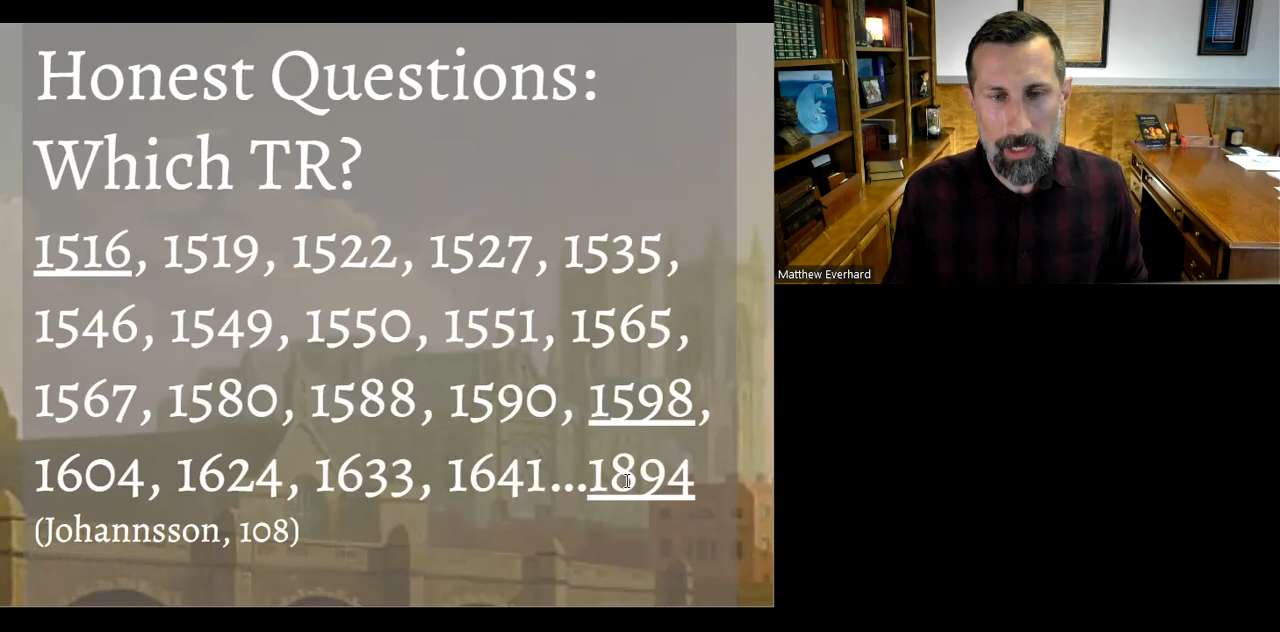 Honest Questions:
Which TR?
1516, 1519, 1522, 1527, 1535,
1546, 1549, 1550, 1551, 1565,
1567, 1580, 1588, 1590, 1598,
1604, 1624, 1633, 1641...1894
(Johannsson, 108)
Matthew Everhard